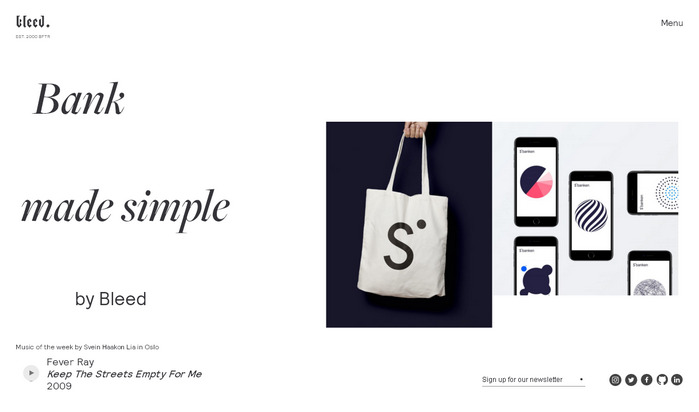 bleed.
EST. 2000 BFTR
Menu
Bank
made simple
by Bleed
S
Music of the week by Svein Haakon Lia in Oslo
Fever Ray
Keep The Streets Empty For Me
2009
Sign up for our newsletter